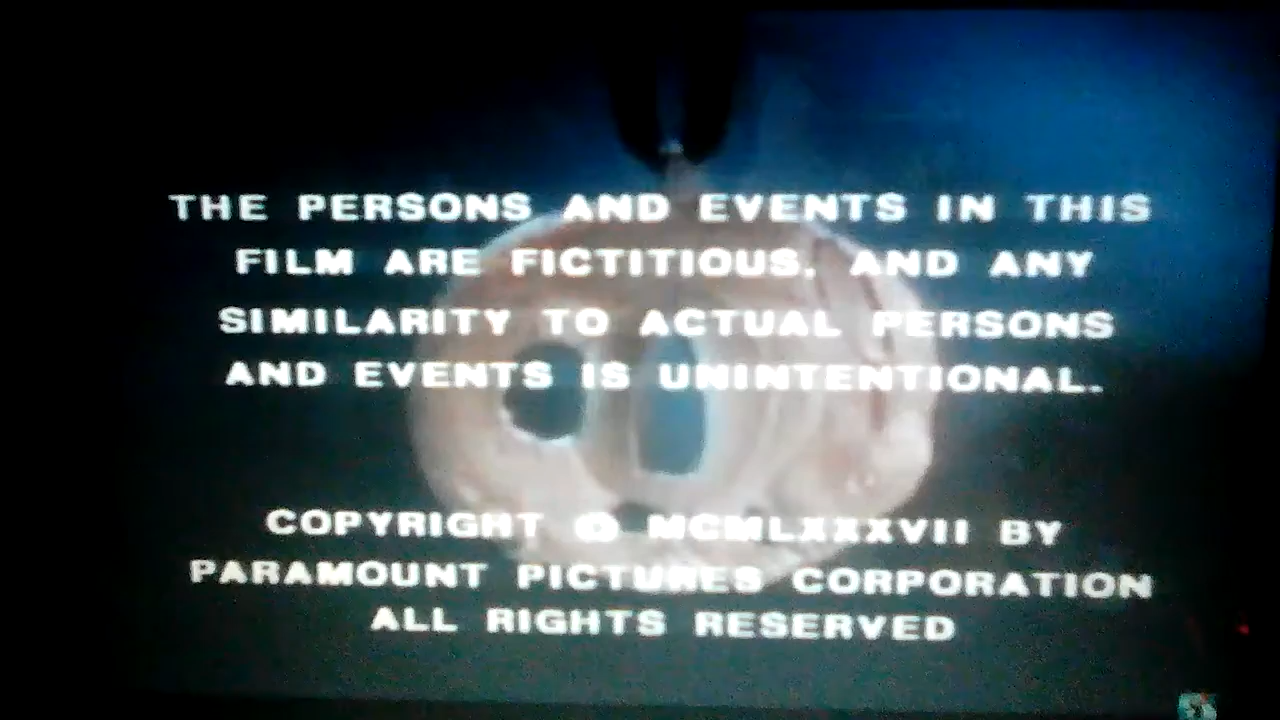 THE PERSONS AND EVENTS IN THIS
FILM ARE FICTITIOUS. AND ANY
SIMILARITY TO ACTUAL PERSONS
AND EVENTS IS UNINTENTIONAL.
COPYRIGHT © MCMLXXXVII BY
PARAMOUNT PICTURES CORPORATION
ALL RIGHTS RESERVED